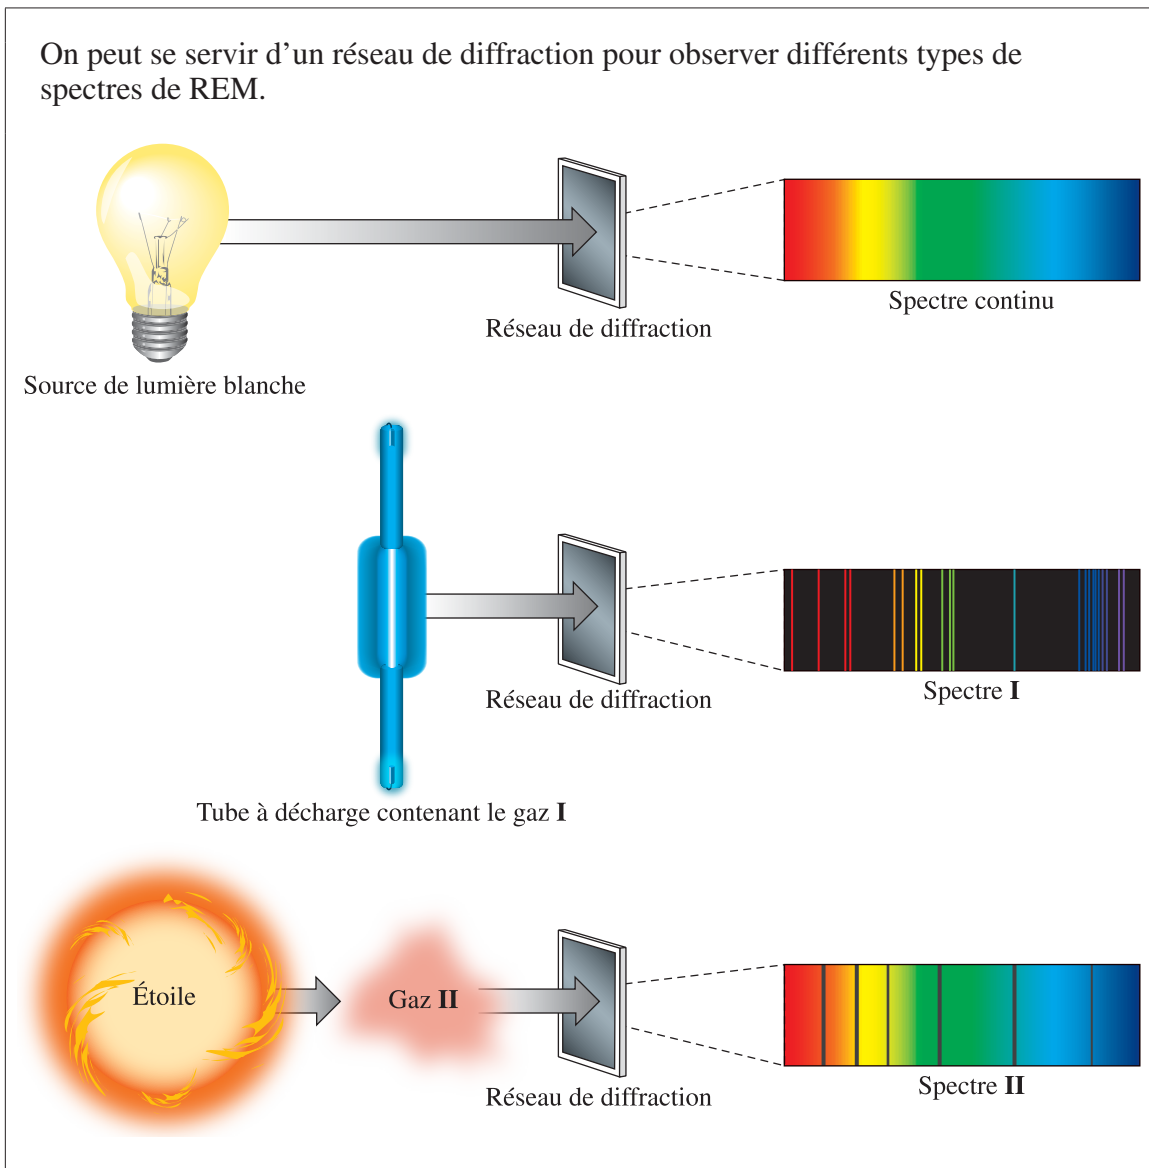 On peut se servir d’un réseau de diffraction pour observer différents types de
spectres de REM.
Spectre continu
Réseau de diffraction
Source de lumière blanche
Spectre I
Réseau de diffraction
Tube à décharge contenant le gaz I
Étoile
Gaz II
Spectre II
Réseau de diffraction